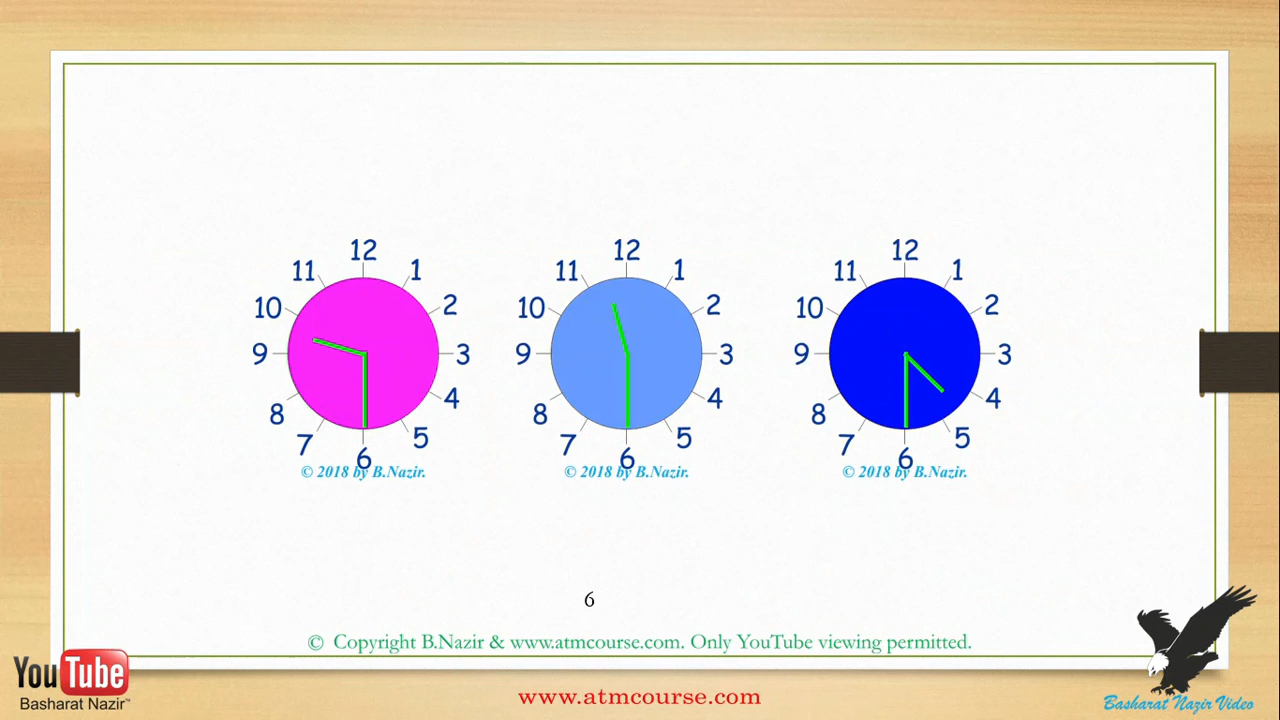 12
11 1
10 2
9 3
8 4
7 5
6
© 2018 by B.Nazir.
12
11 1
10 2
9 3
8 4
7 5
6
© 2018 by B.Nazir.
12
11 1
10 2
9 3
8 4
7 5
6
© 2018 by B.Nazir.
6
© Copyright B.Nazir & www.atmcourse.com. Only YouTube viewing permitted.
YouTube
Basharat Nazir™
www.atmcourse.com
Basharat Nazir Video